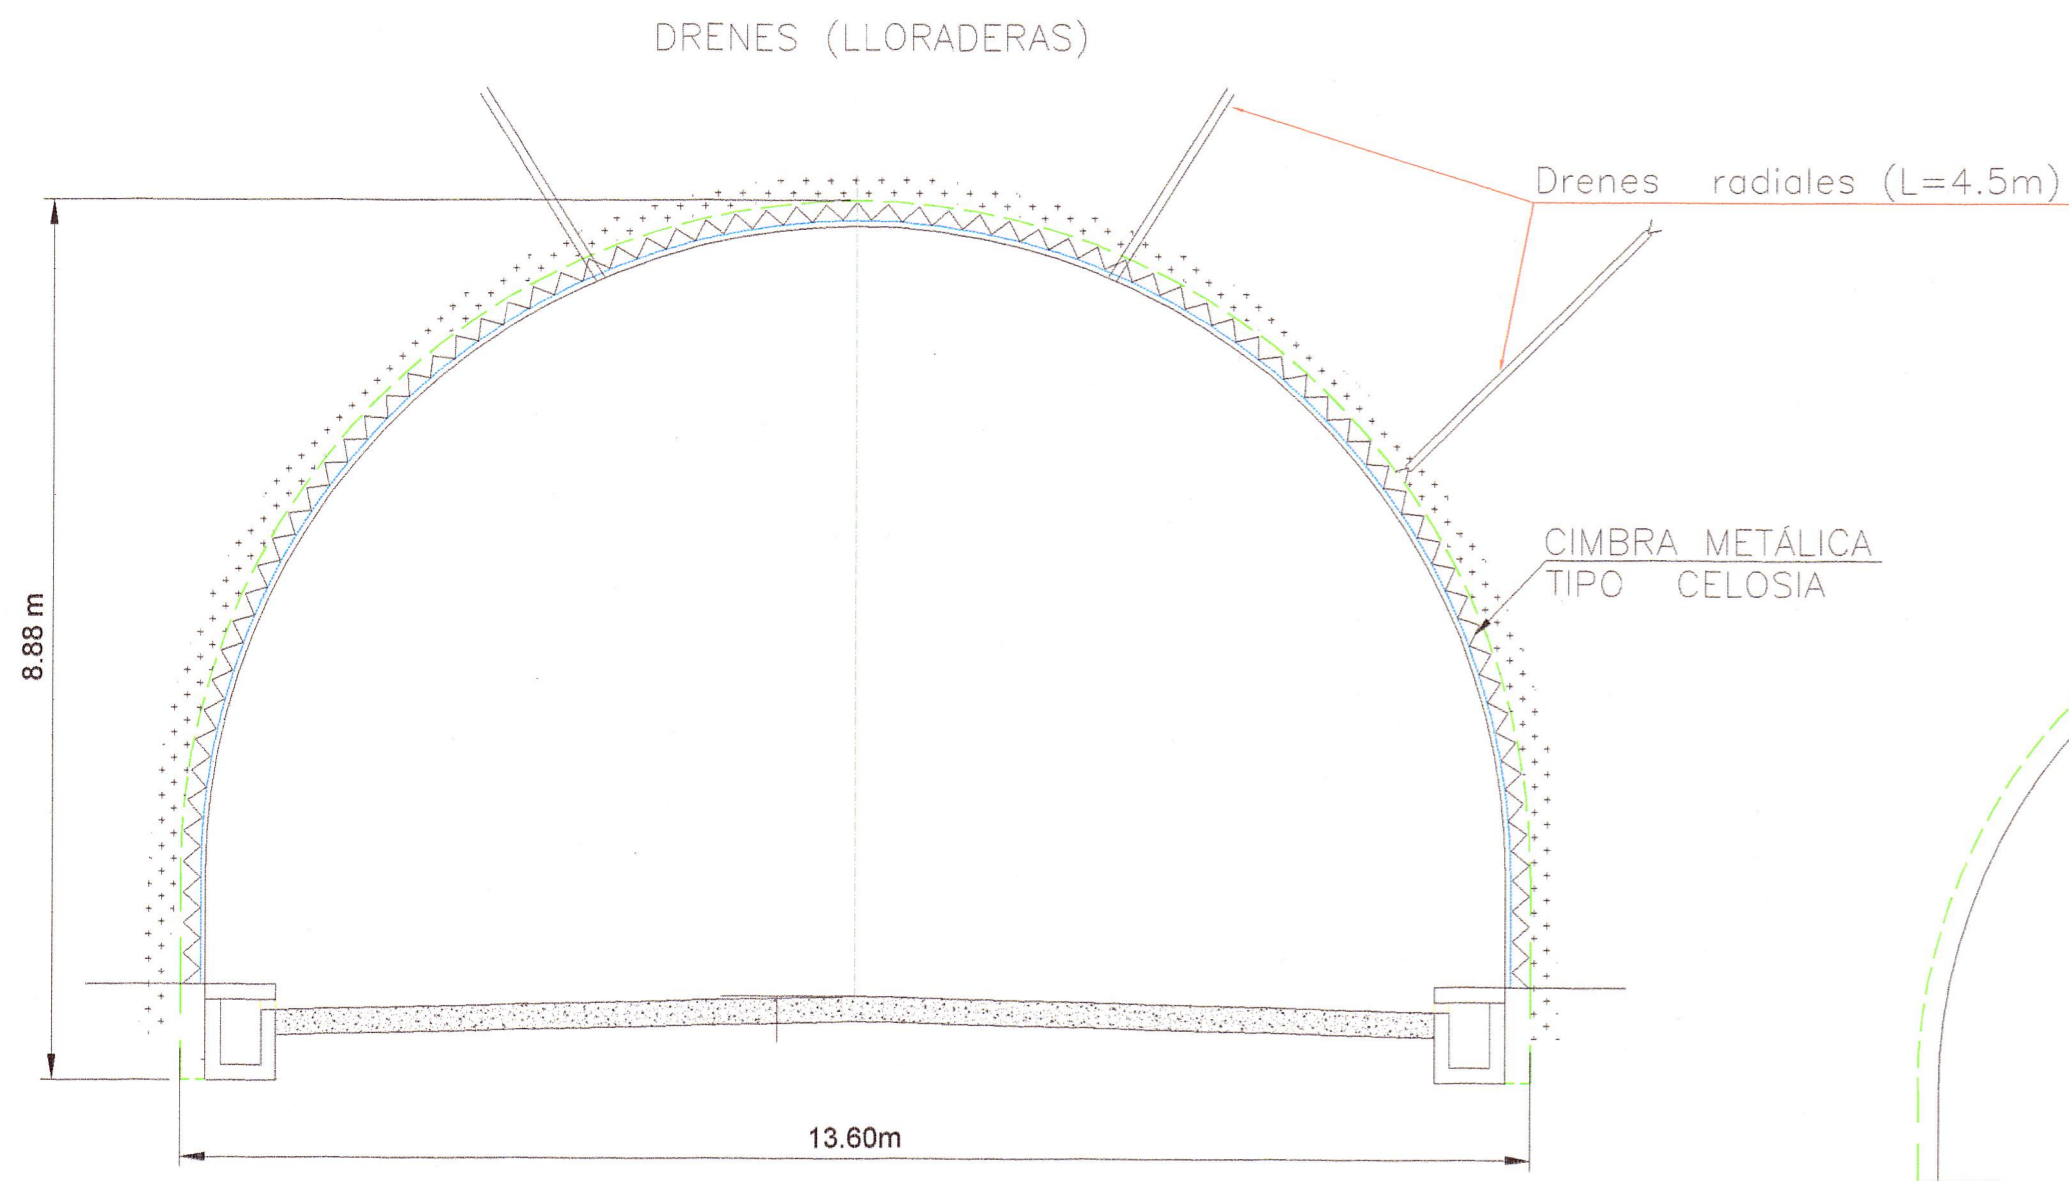 DRENES (LLORADERAS)
Drenes radiales (L=4.5m)
CIMBRA METÁLICA
TIPO CELOSIA
8.88 m
13.60m